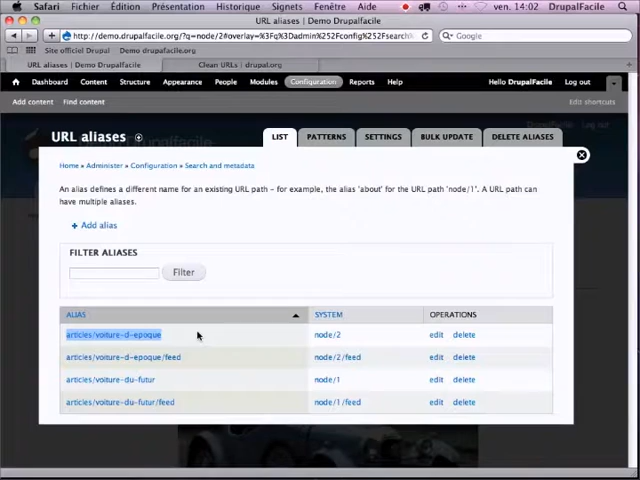 Safari Fichier Édition Présentation Historique Signets Fenêtre Aide ven. 14:02 DrupalFacile
URL aliases | Demo Drupalfacile
http://demo.drupalfacile.org/?q=node/2#overlay=%3Fq%3Dadmin%252Fconfig%252Fsearch%
Google
Site officiel Drupal Demo drupalfacile.org
URL aliases | Demo Drupalfacile Clean URLs | drupal.org
Dashboard Content Structure Appearance People Modules Configuration Reports Help Hello DrupalFacile Log out
Add content Find content Edit shortcuts
DrupalFacile Log out
URL aliases LIST PATTERNS SETTINGS BULK UPDATE DELETE ALIASES
Home » Administer » Configuration » Search and metadata
An alias defines a different name for an existing URL path - for example, the alias 'about' for the URL path 'node/1'. A URL path can
have multiple aliases.
+ Add alias
FILTER ALIASES
Filter
ALIAS SYSTEM OPERATIONS
articles/voiture-d-epoque node/2 edit delete
articles/voiture-d-epoque/feed node/2/feed edit delete
articles/voiture-du-futur node/1 edit delete
articles/voiture-du-futur/feed node/1/feed edit delete